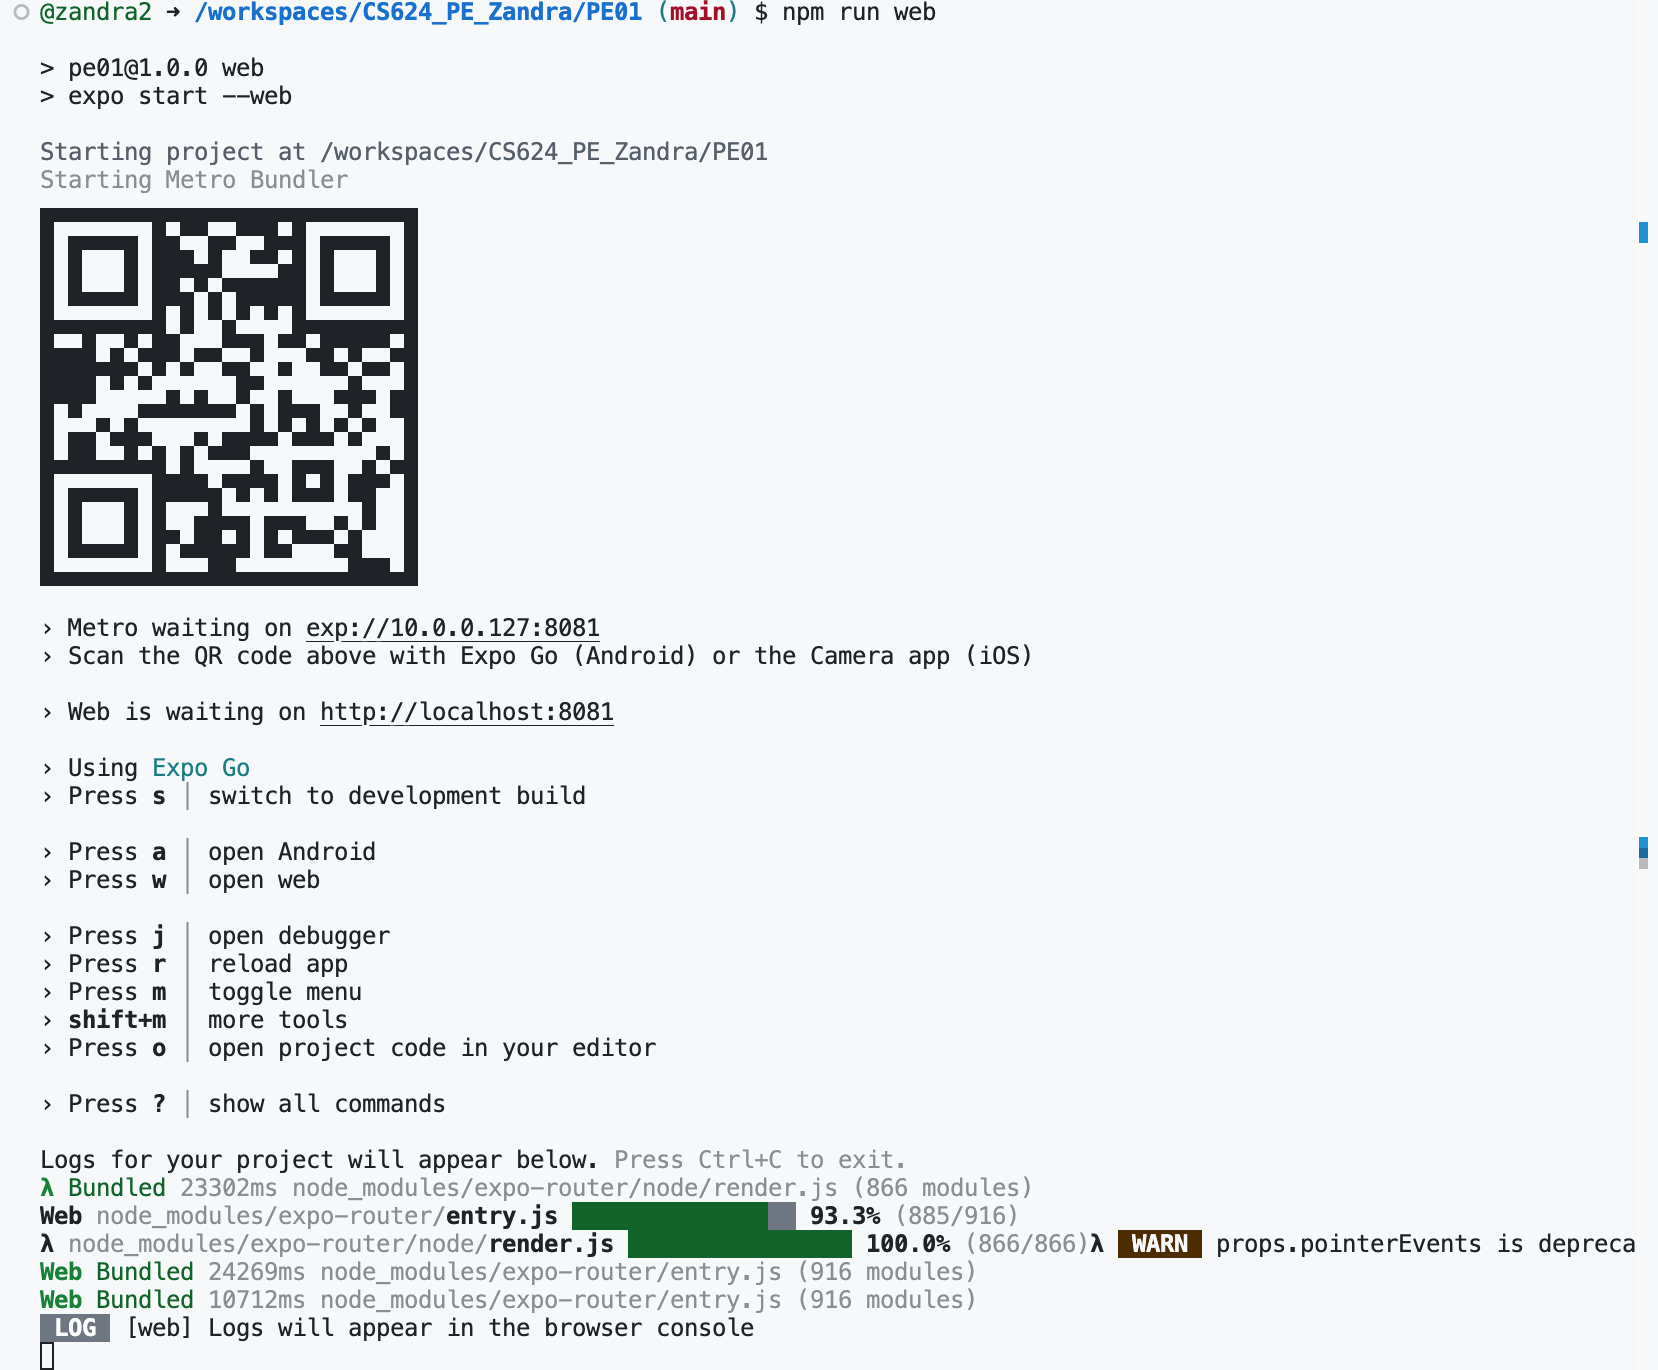 @zandra2 ➜ /workspaces/CS624_PE_Zandra/PE01 (main) $ npm run web
> pe01@1.0.0 web
> expo start --web
Starting project at /workspaces/CS624_PE_Zandra/PE01
Starting Metro Bundler
› Metro waiting on exp://10.0.0.127:8081
› Scan the QR code above with Expo Go (Android) or the Camera app (iOS)
› Web is waiting on http://localhost:8081
› Using Expo Go
› Press s │ switch to development build
› Press a │ open Android
› Press w │ open web
› Press j │ open debugger
› Press r │ reload app
› Press m │ toggle menu
› shift+m │ more tools
› Press o │ open project code in your editor
› Press ? │ show all commands
Logs for your project will appear below. Press Ctrl+C to exit.
λ Bundled 23302ms node_modules/expo-router/node/render.js (866 modules)
Web node_modules/expo-router/entry.js 93.3% (885/916)
λ node_modules/expo-router/node/render.js 100.0% (866/866)λ WARN props.pointerEvents is depreca
Web Bundled 24269ms node_modules/expo-router/entry.js (916 modules)
Web Bundled 10712ms node_modules/expo-router/entry.js (916 modules)
LOG [web] Logs will appear in the browser console